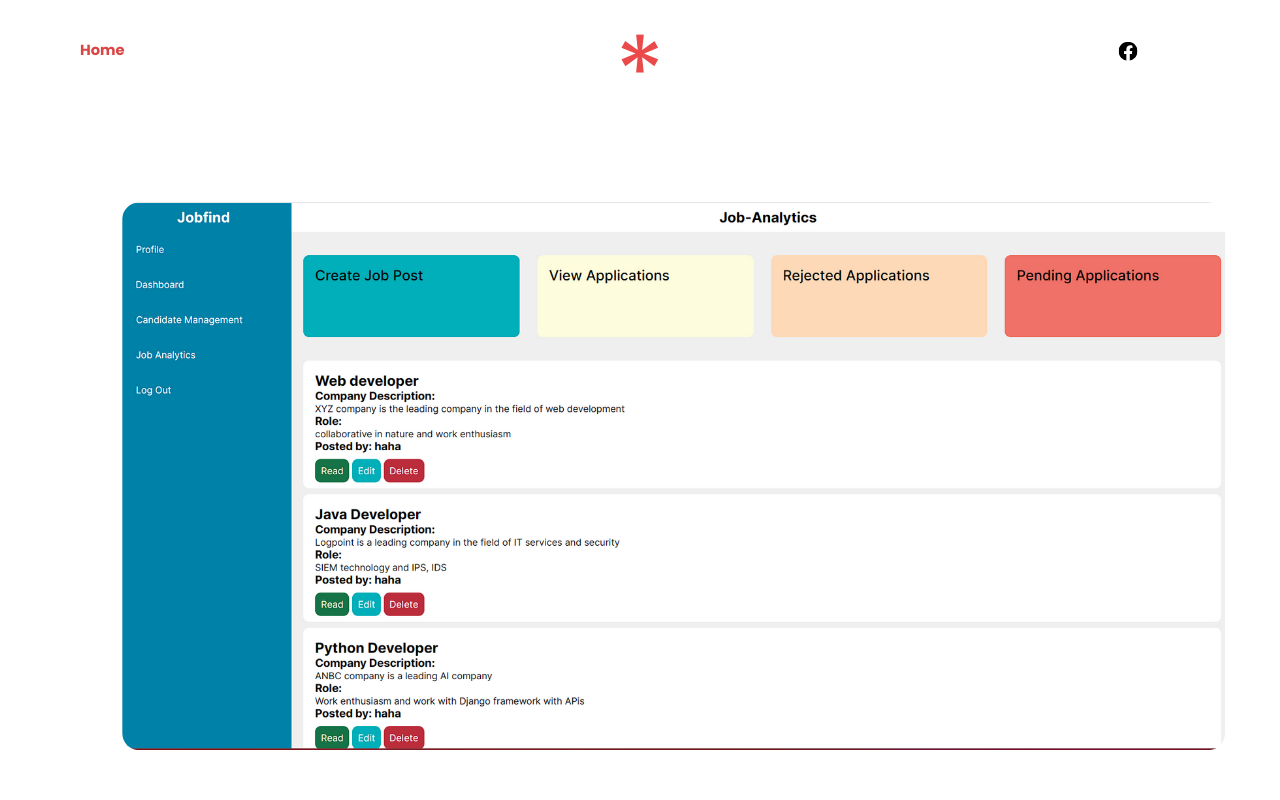 Home
Jobfind
Profile
Dashboard
Candidate Management
Job Analytics
Log Out
Job-Analytics
Create Job Post
View Applications
Rejected Applications
Pending Applications
Web developer
Company Description:
XYZ company is the leading company in the field of web development
Role:
collaborative in nature and work enthusiasm
Posted by: haha
Read Edit Delete
Java Developer
Company Description:
Logpoint is a leading company in the field of IT services and security
Role:
SIEM technology and IPS, IDS
Posted by: haha
Read Edit Delete
Python Developer
Company Description:
ANBC company is a leading AI company
Role:
Work enthusiasm and work with Django framework with APis
Posted by: haha
Read Edit Delete